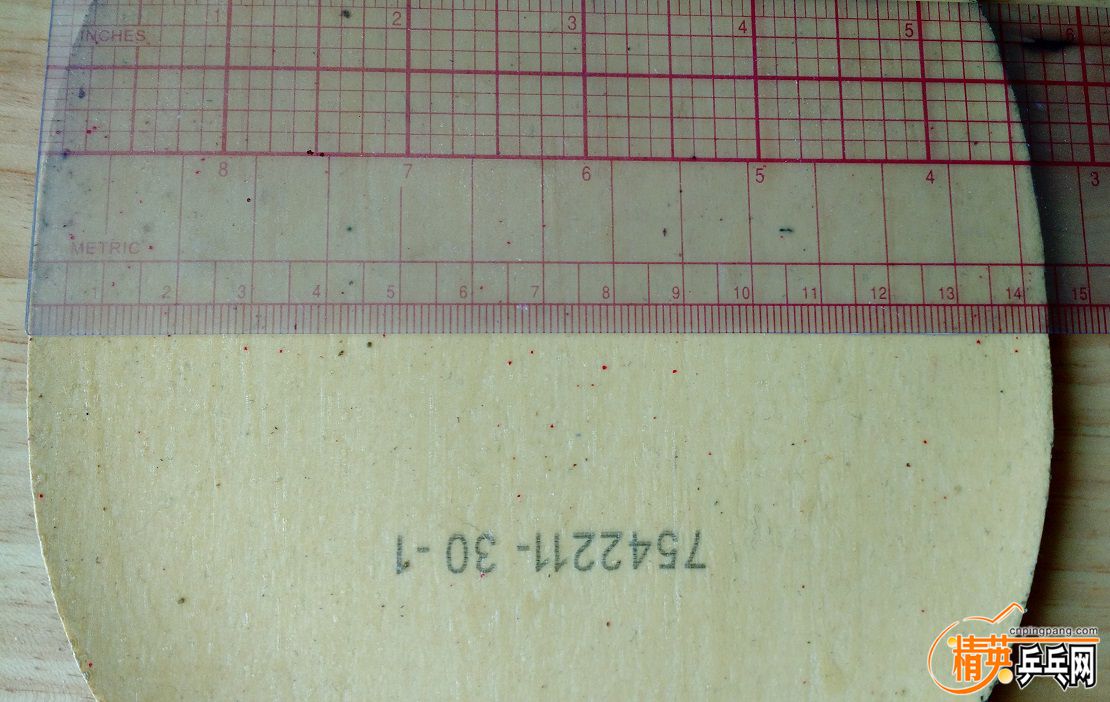 1 2 3 4 5 6
INCHES
8 7 6 5 4 3
METRIC
1 2 3 4 5 6 7 8 9 10 11 12 13 14 15
7542211-30-1
cnpingpang.com
精英乒乓网